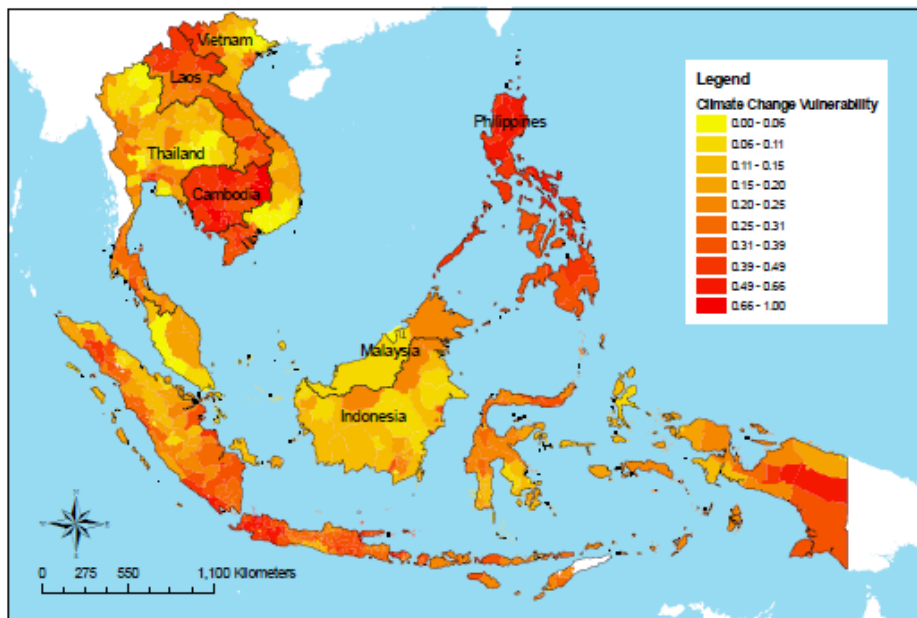 Vietnam
Laos
Thailand
Cambodia
Philippines
Malaysia
Indonesia
Legend
Climate Change Vulnerability
0.00 - 0.06
0.06 - 0.11
0.11 - 0.15
0.15 - 0.20
0.20 - 0.25
0.25 - 0.31
0.31 - 0.39
0.39 - 0.49
0.49 - 0.66
0.66 - 1.00
0 275 550 1,100 Kilometers